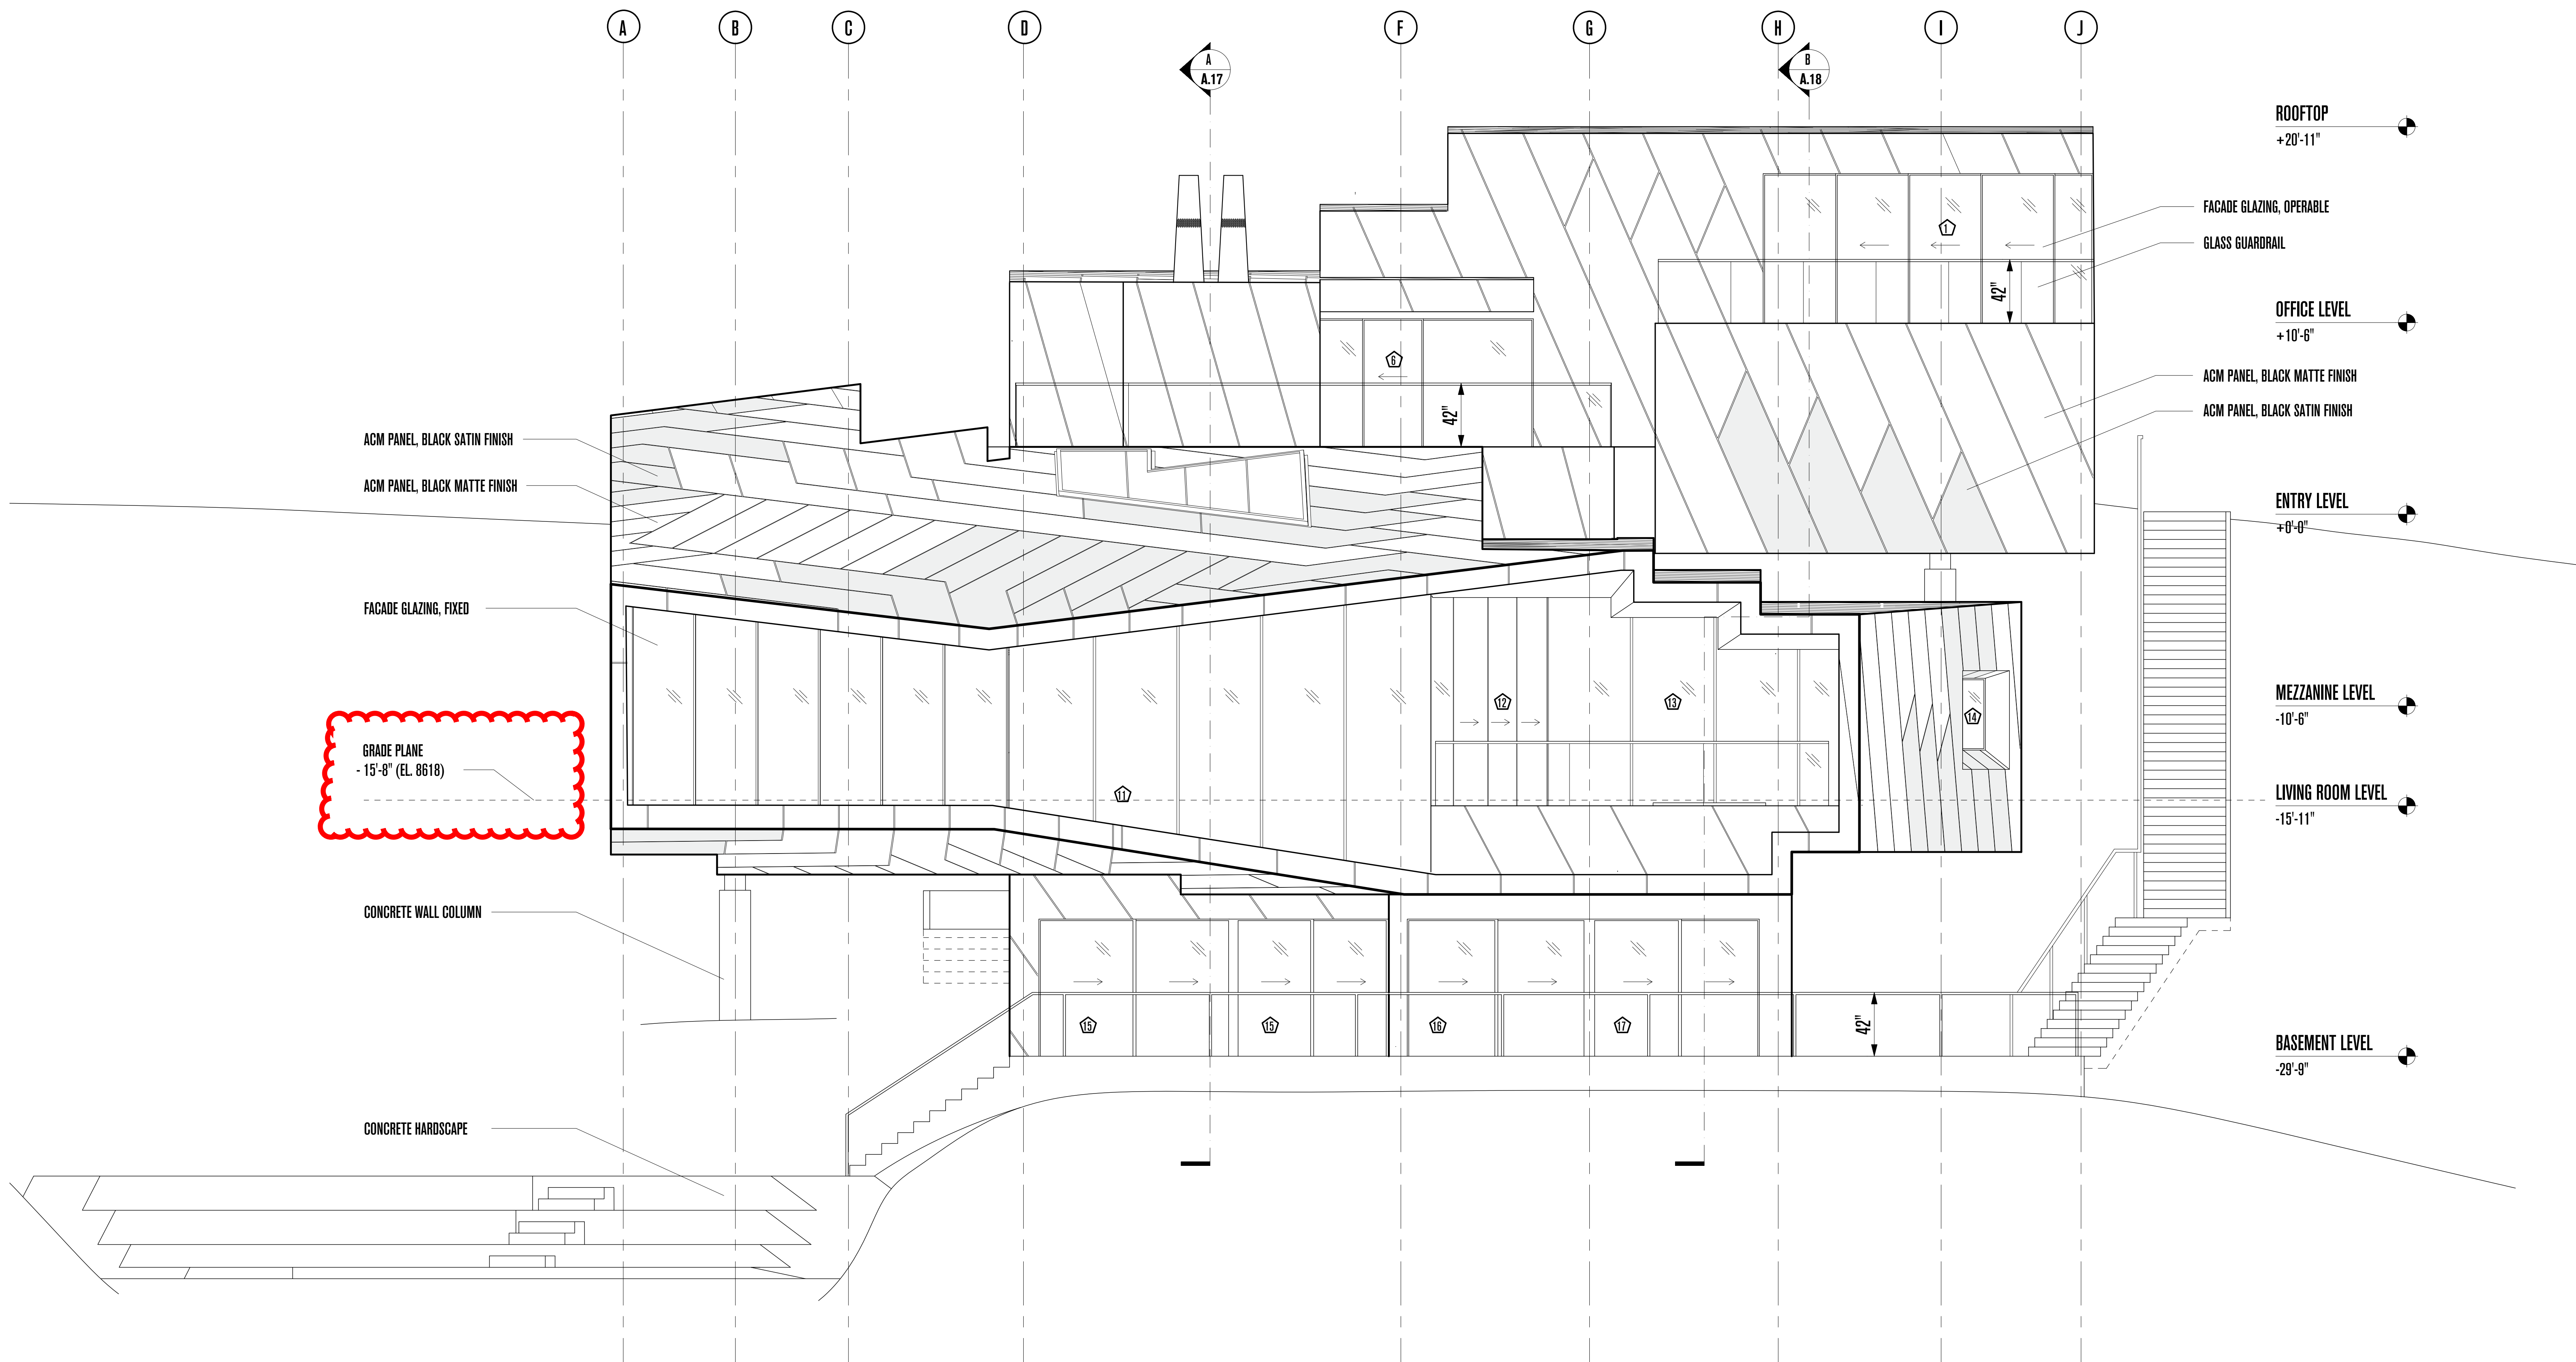 A
B
C
D
F
G
H
I
J
A
A.17
B
A.18
ROOFTOP
+20'-11"
FACADE GLAZING, OPERABLE
1
GLASS GUARDRAIL
42"
OFFICE LEVEL
+10'-6"
6
ACM PANEL, BLACK MATTE FINISH
42"
ACM PANEL, BLACK SATIN FINISH
ACM PANEL, BLACK SATIN FINISH
ACM PANEL, BLACK MATTE FINISH
ENTRY LEVEL
+0'-0"
FACADE GLAZING, FIXED
MEZZANINE LEVEL
-10'-6"
12
13
14
GRADE PLANE
- 15'-8" (EL. 8618)
11
LIVING ROOM LEVEL
-15'-11"
CONCRETE WALL COLUMN
15
15
16
17
42"
BASEMENT LEVEL
-29'-9"
CONCRETE HARDSCAPE